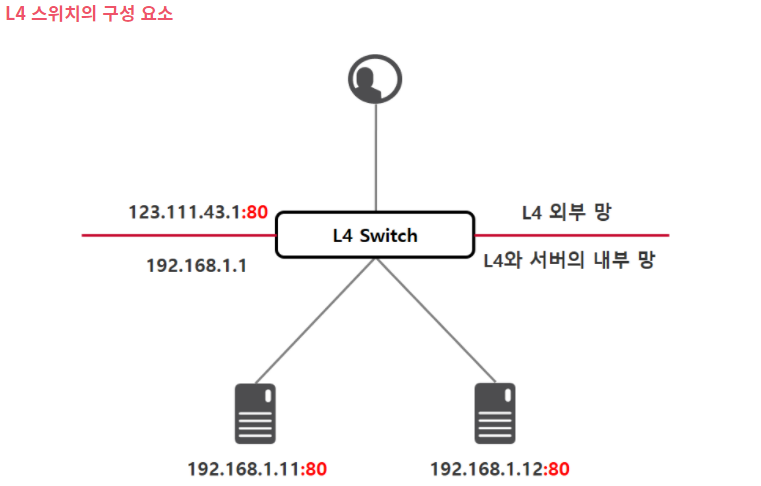 L4 스위치의 구성 요소
123.111.43.1:80
L4 외부 망
L4 Switch
192.168.1.1
L4와 서버의 내부 망
192.168.1.11:80
192.168.1.12:80